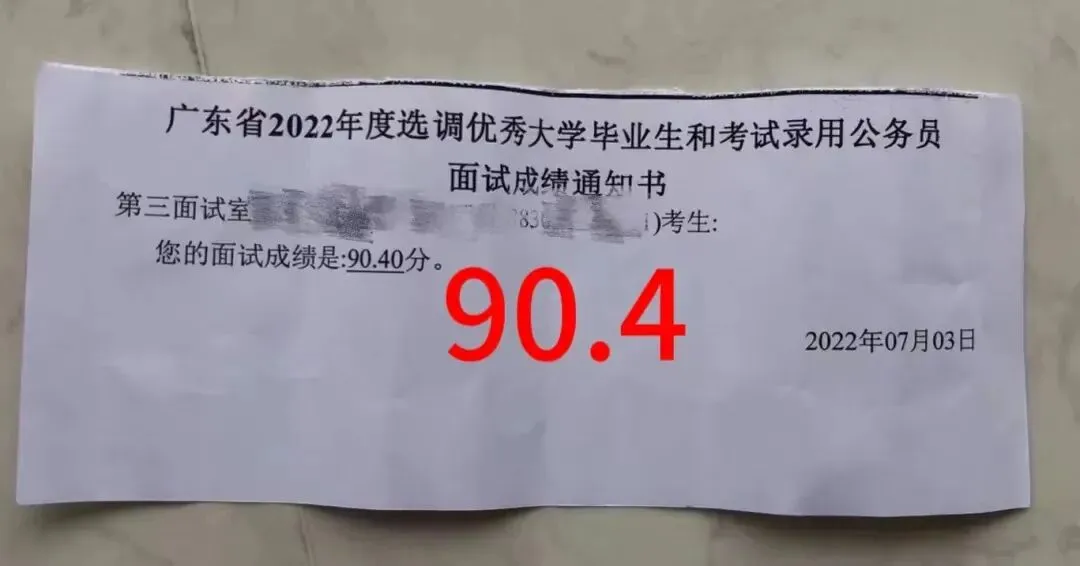 广东省2022年度选调优秀大学毕业生和考试录用公务员
面试成绩通知书
第三面试室 )考生:
您的面试成绩是:90.40分。
90.4
2022年07月03日